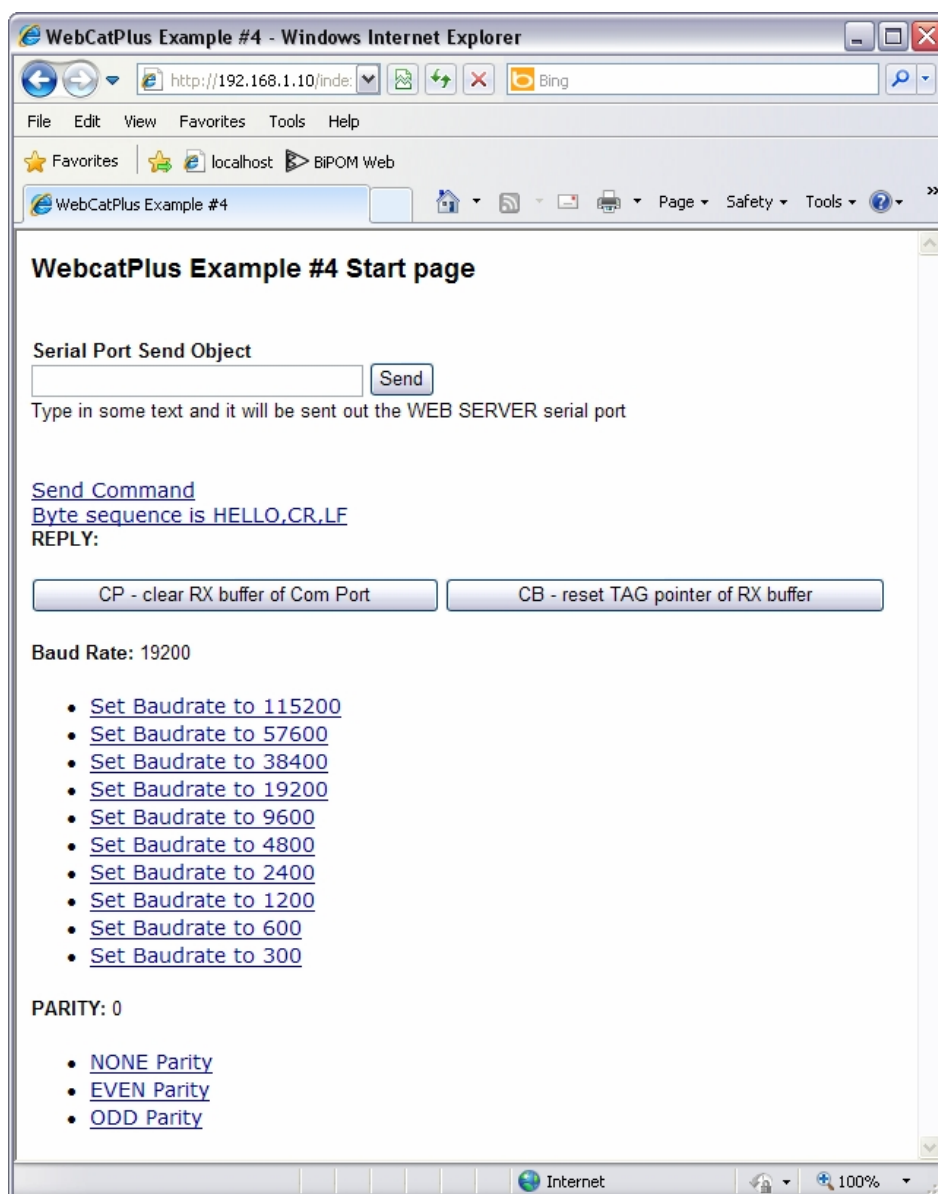 WebCatPlus Example #4 - Windows Internet Explorer
http://192.168.1.10/inde: Bing
File Edit View Favorites Tools Help
Favorites localhost BiPOM Web
WebCatPlus Example #4 Page Safety Tools »
WebcatPlus Example #4 Start page
Serial Port Send Object
Send
Type in some text and it will be sent out the WEB SERVER serial port
Send Command
Byte sequence is HELLO,CR,LF
REPLY:
CP - clear RX buffer of Com Port CB - reset TAG pointer of RX buffer
Baud Rate: 19200
• Set Baudrate to 115200
• Set Baudrate to 57600
• Set Baudrate to 38400
• Set Baudrate to 19200
• Set Baudrate to 9600
• Set Baudrate to 4800
• Set Baudrate to 2400
• Set Baudrate to 1200
• Set Baudrate to 600
• Set Baudrate to 300
PARITY: 0
• NONE Parity
• EVEN Parity
• ODD Parity
Internet 100%